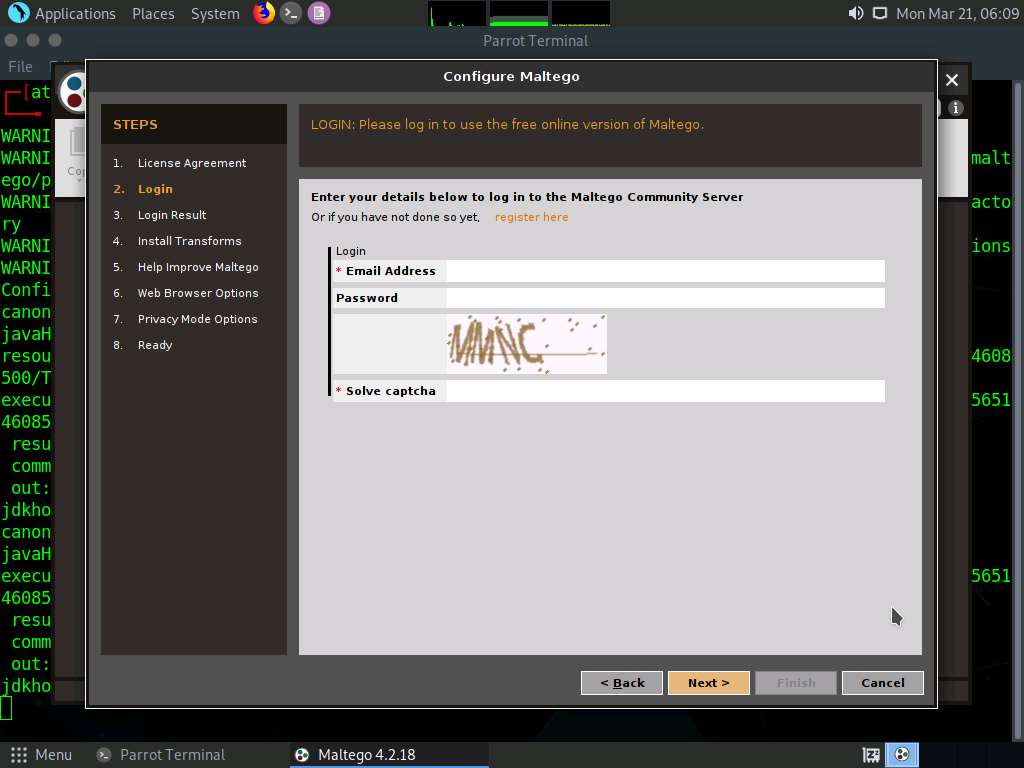 Applications Places System Mon Mar 21, 06:09
Parrot Terminal
File
Configure Maltego
[at
STEPS
LOGIN: Please log in to use the free online version of Maltego.
1. License Agreement
2. Login
3. Login Result
4. Install Transforms
5. Help Improve Maltego
6. Web Browser Options
7. Privacy Mode Options
8. Ready
Enter your details below to log in to the Maltego Community Server
Or if you have not done so yet, register here
Login
* Email Address
Password
* Solve captcha
< Back Next > Finish Cancel
WARNI
WARNI malt
ego/p
WARNI acto
ry
WARNI ions
WARNI
Confi
canon
javaH
resou 4608
500/T
execu 5651
46085
resu
comm
out:
jdkho
canon
javaH
execu 5651
46085
resu
comm
out:
jdkho
Menu Parrot Terminal Maltego 4.2.18